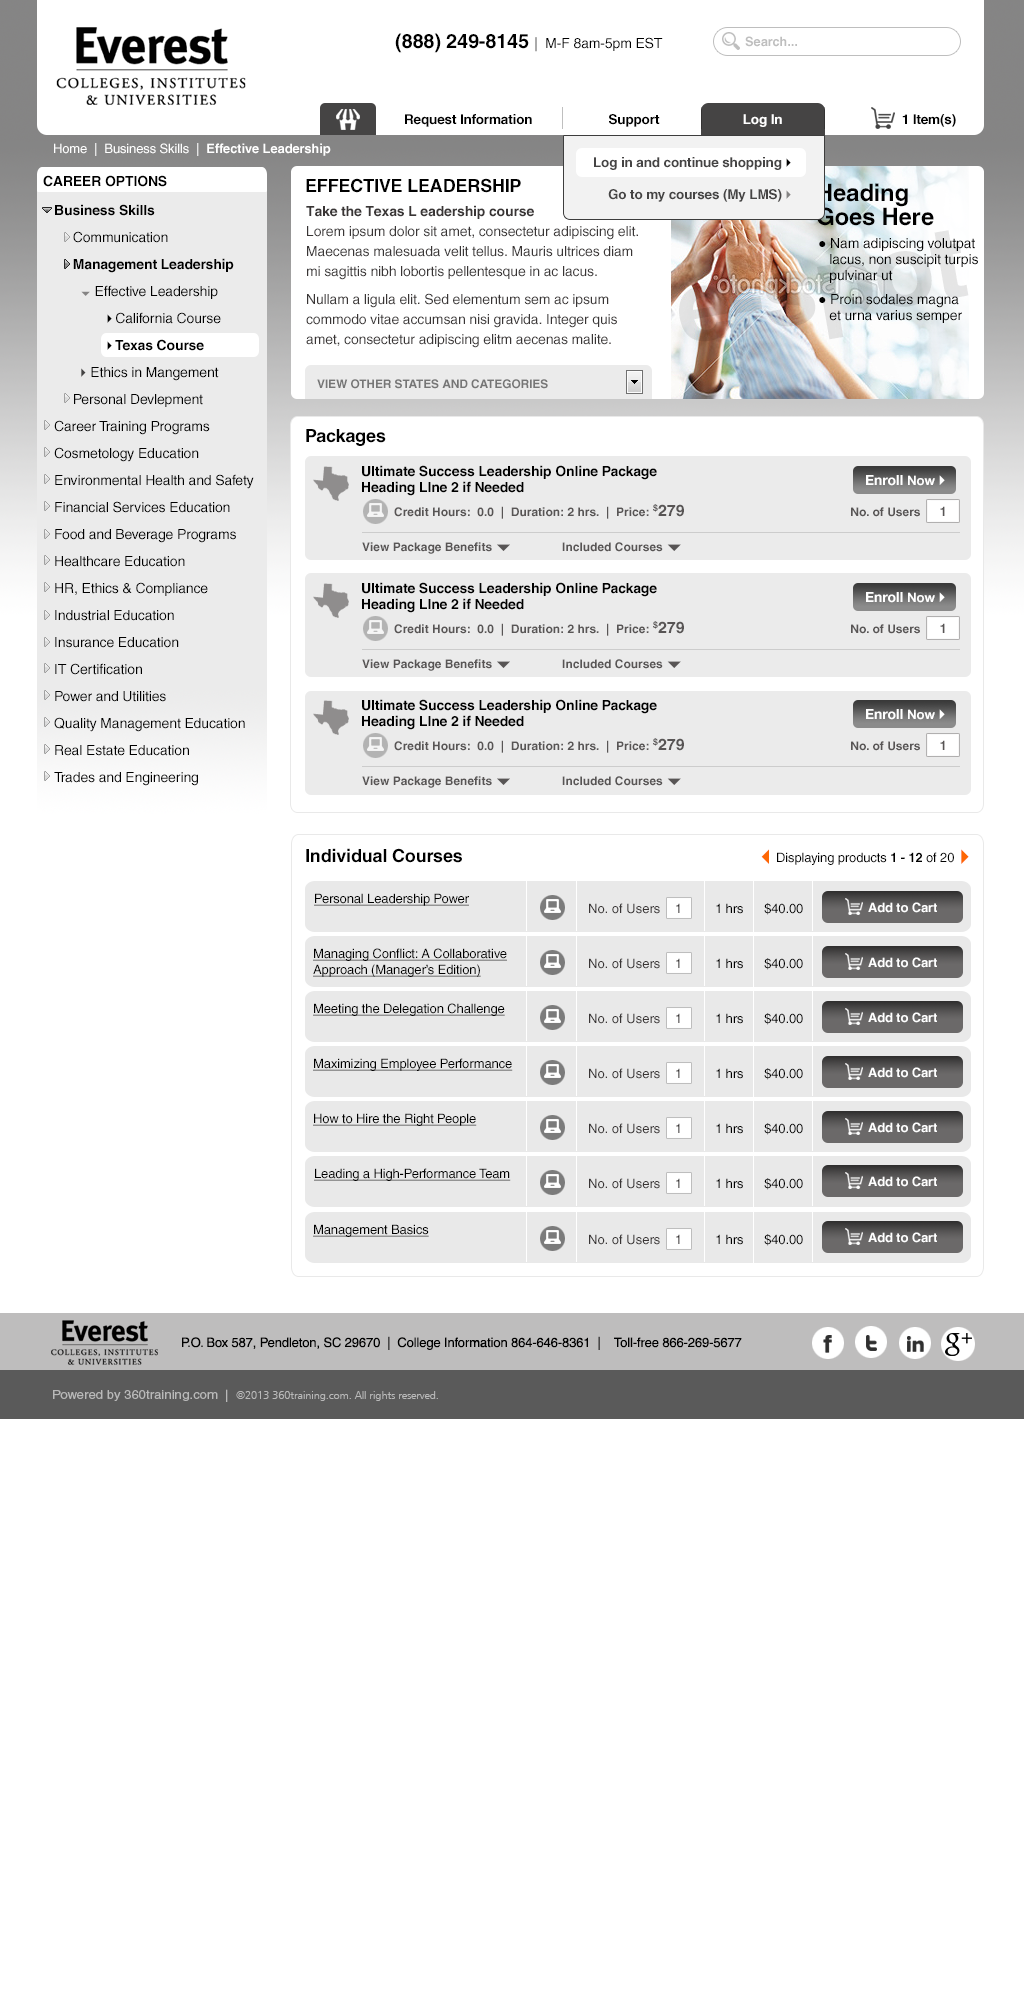 Everest
COLLEGES, INSTITUTES
& UNIVERSITIES
(888) 249-8145 | M-F 8am-5pm EST
Search...
Request Information
Support
Log In
1 Item(s)
Home | Business Skills | Effective Leadership
Log in and continue shopping
Go to my courses (My LMS)
CAREER OPTIONS
Business Skills
Communication
Management Leadership
Effective Leadership
California Course
Texas Course
Ethics in Mangement
Personal Devlepment
Career Training Programs
Cosmetology Education
Environmental Health and Safety
Financial Services Education
Food and Beverage Programs
Healthcare Education
HR, Ethics & Compliance
Industrial Education
Insurance Education
IT Certification
Power and Utilities
Quality Management Education
Real Estate Education
Trades and Engineering
EFFECTIVE LEADERSHIP
Take the Texas L eadership course
Lorem ipsum dolor sit amet, consectetur adipiscing elit.
Maecenas malesuada velit tellus. Mauris ultrices diam
mi sagittis nibh lobortis pellentesque in ac lacus.
Nullam a ligula elit. Sed elementum sem ac ipsum
commodo vitae accumsan nisi gravida. Integer quis
amet, consectetur adipiscing elitm aecenas malite.
VIEW OTHER STATES AND CATEGORIES
Heading
Goes Here
● Nam adipiscing volutpat
lacus, non suscipit turpis
pulvinar ut
● Proin sodales magna
et urna varius semper
Packages
Ultimate Success Leadership Online Package
Heading LIne 2 if Needed
Enroll Now
Credit Hours: 0.0 | Duration: 2 hrs. | Price: $279
No. of Users 1
View Package Benefits
Included Courses
Ultimate Success Leadership Online Package
Heading LIne 2 if Needed
Enroll Now
Credit Hours: 0.0 | Duration: 2 hrs. | Price: $279
No. of Users 1
View Package Benefits
Included Courses
Ultimate Success Leadership Online Package
Heading LIne 2 if Needed
Enroll Now
Credit Hours: 0.0 | Duration: 2 hrs. | Price: $279
No. of Users 1
View Package Benefits
Included Courses
Individual Courses
Displaying products 1 - 12 of 20
Personal Leadership Power
No. of Users 1 1 hrs $40.00 Add to Cart
Managing Conflict: A Collaborative
Approach (Manager's Edition)
No. of Users 1 1 hrs $40.00 Add to Cart
Meeting the Delegation Challenge
No. of Users 1 1 hrs $40.00 Add to Cart
Maximizing Employee Performance
No. of Users 1 1 hrs $40.00 Add to Cart
How to Hire the Right People
No. of Users 1 1 hrs $40.00 Add to Cart
Leading a High-Performance Team
No. of Users 1 1 hrs $40.00 Add to Cart
Management Basics
No. of Users 1 1 hrs $40.00 Add to Cart
Everest
COLLEGES, INSTITUTES
& UNIVERSITIES
P.O. Box 587, Pendleton, SC 29670 | College Information 864-646-8361 | Toll-free 866-269-5677
f t in g+
Powered by 360training.com | ©2013 360training.com. All rights reserved.